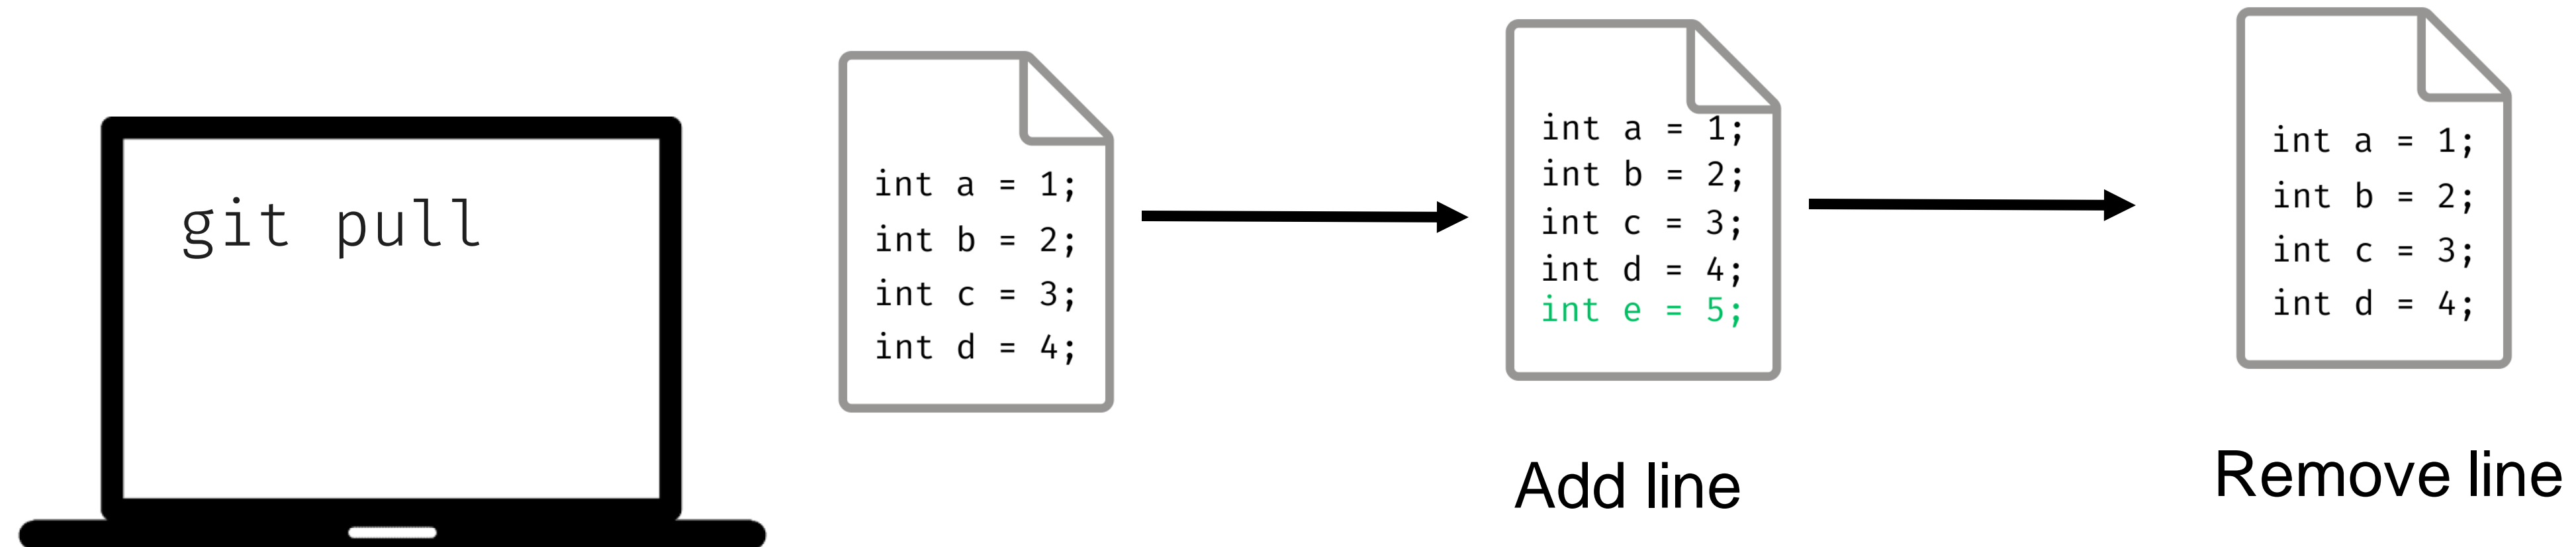 git pull
int a = 1;
int b = 2;
int c = 3;
int d = 4;
int a = 1;
int b = 2;
int c = 3;
int d = 4;
int e = 5;
Add line
int a = 1;
int b = 2;
int c = 3;
int d = 4;
Remove line